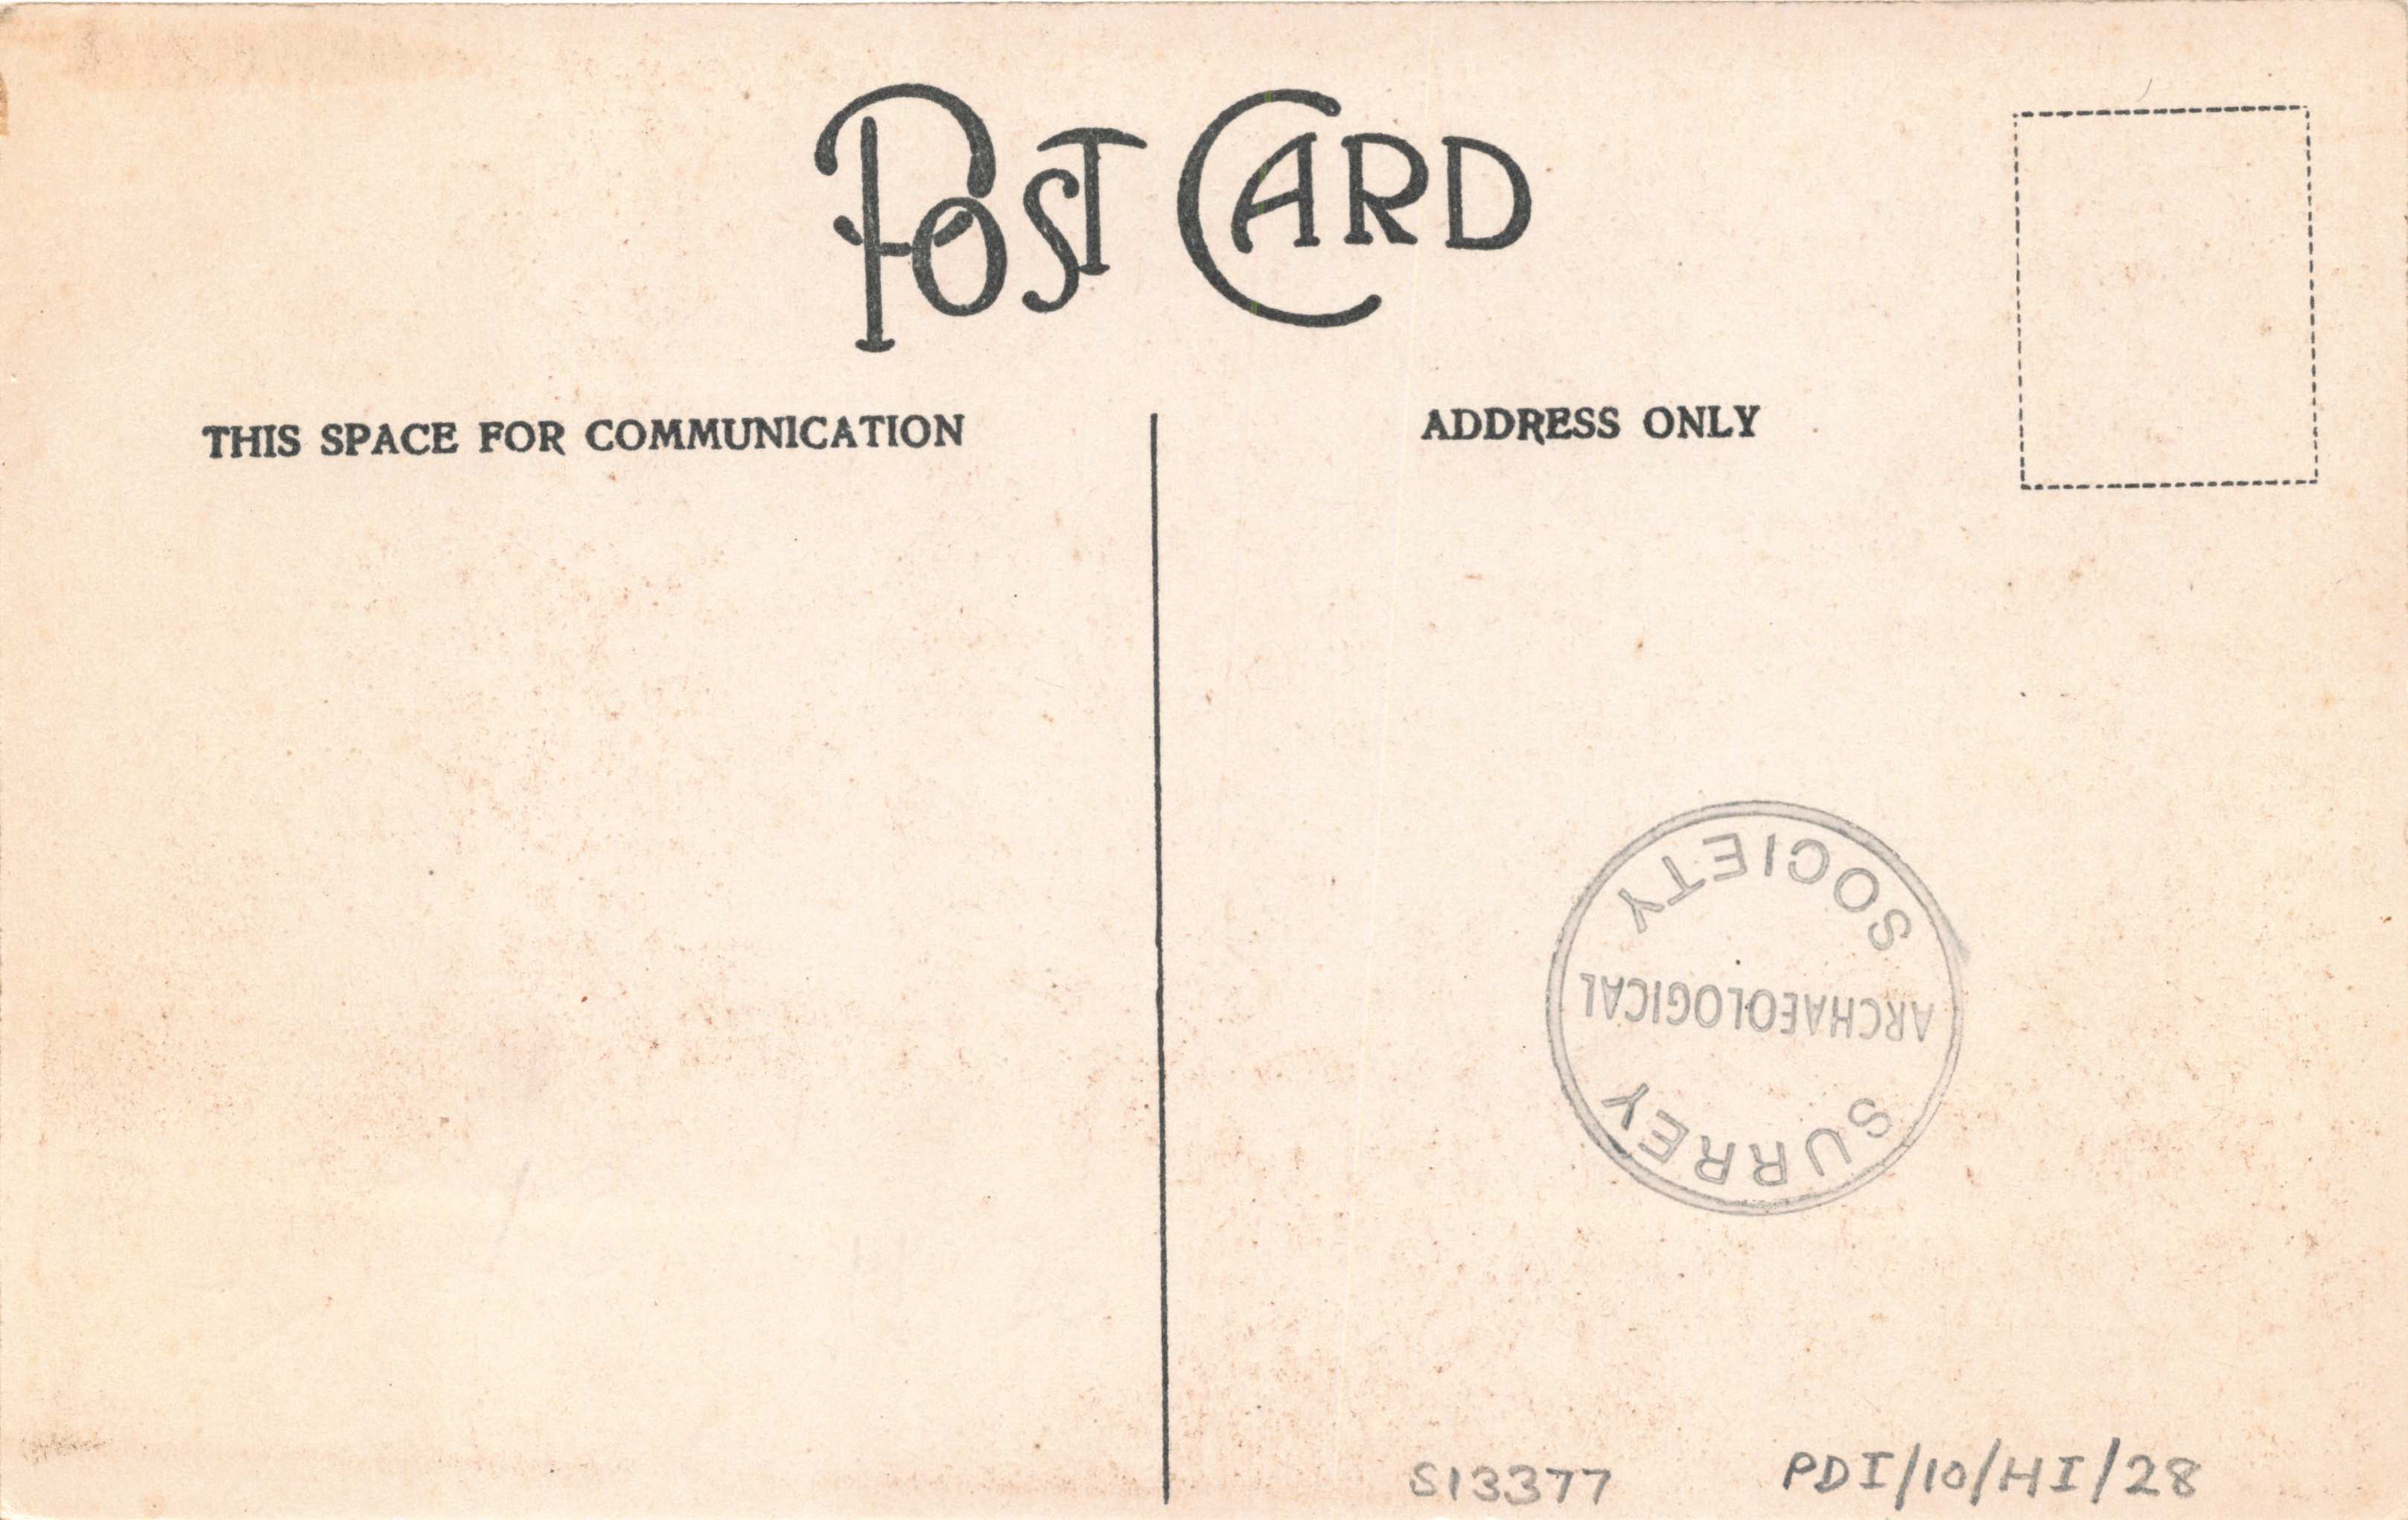 POST CARD
THIS SPACE FOR COMMUNICATION
ADDRESS ONLY
SURREY
ARCHAEOLOGICAL
SOCIETY
S13377
PDI/10/HI/28